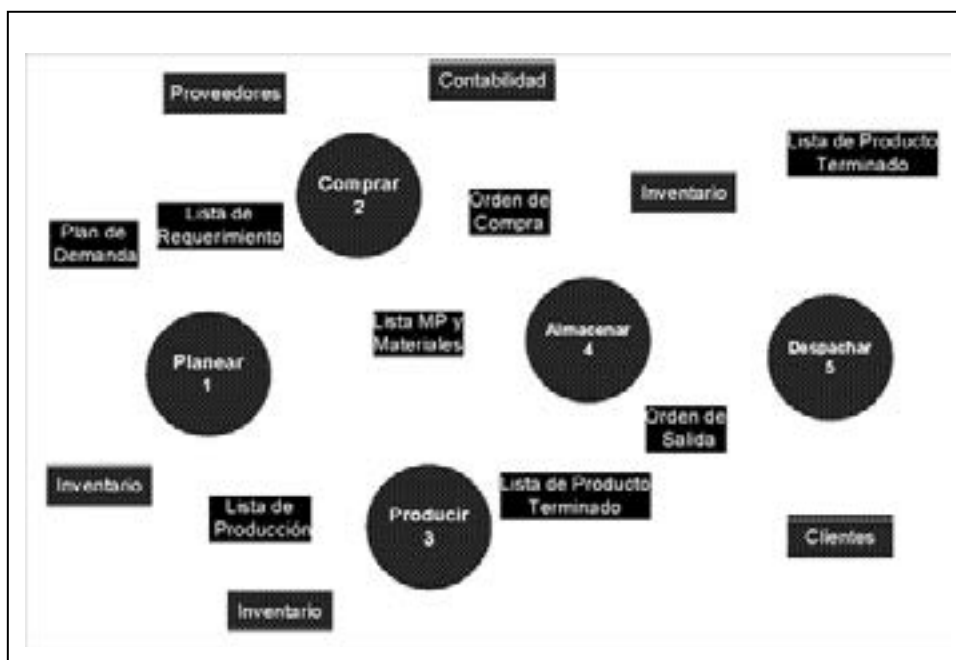 Contabilidad
Proveedores
Lista de Producto
Terminado
Comprar
2
Inventario
Orden de
Compra
Lista de
Requerimiento
Plan de
Demanda
Lista MP y
Materiales
Almacenar
4
Despachar
5
Planear
1
Orden de
Salida
Inventario
Lista de Producto
Terminado
Lista de
Producción
Producir
3
Clientes
Inventario